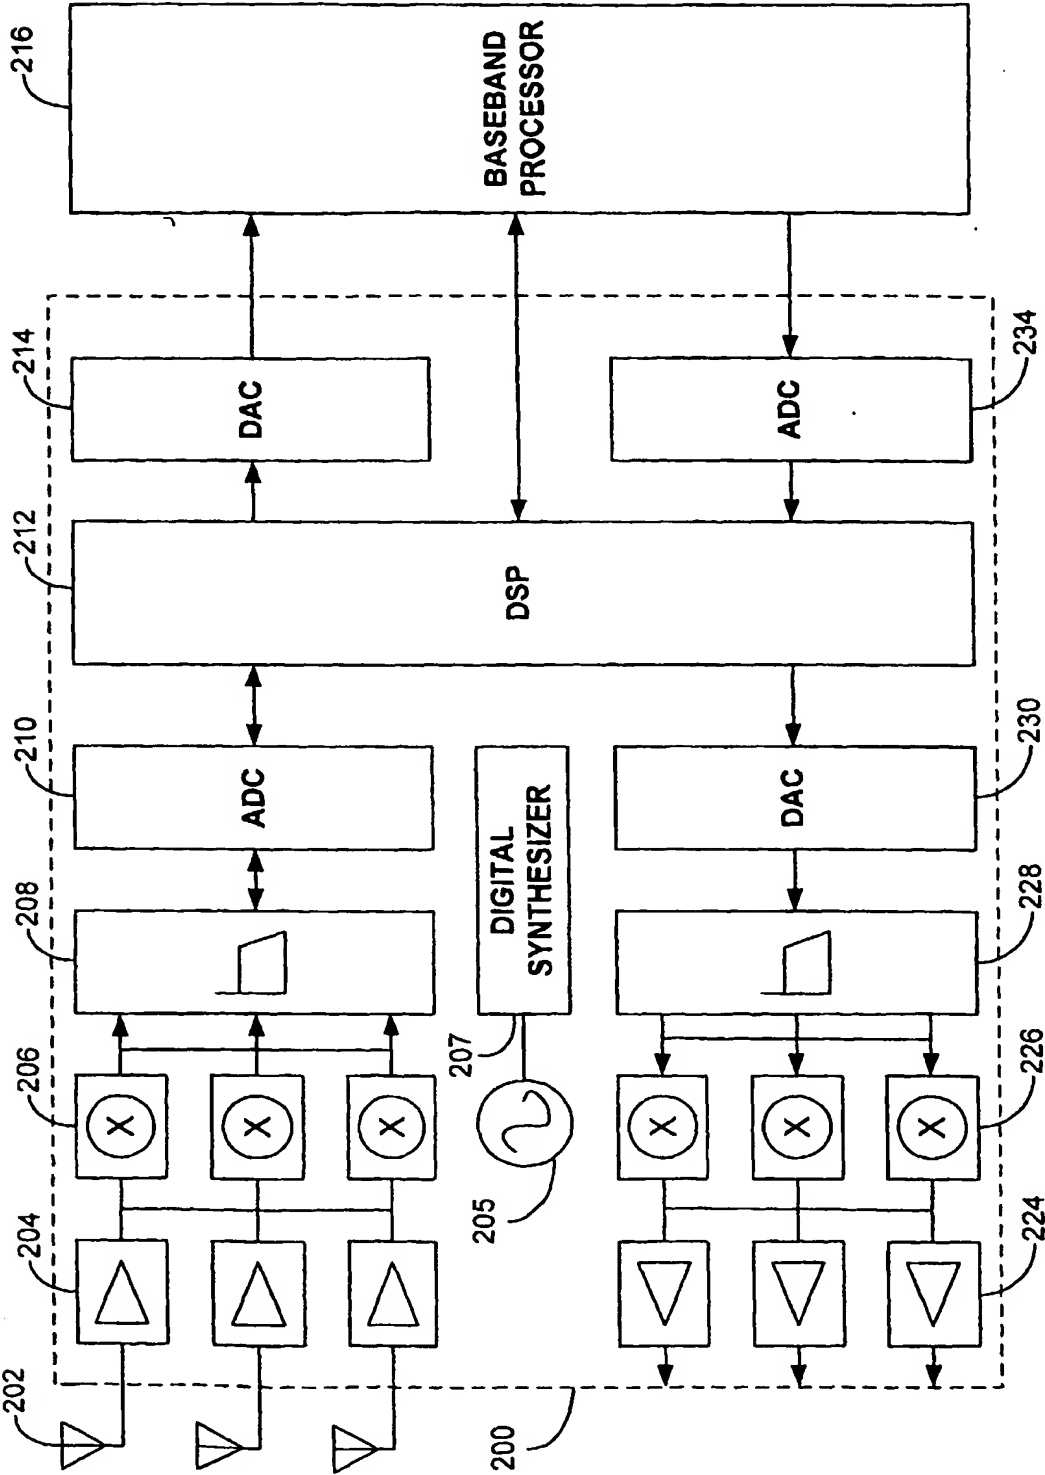 202
204
206
208
210
212
214
216
X
X
X
ADC
DSP
DAC
BASEBAND
PROCESSOR
205
207
DIGITAL
SYNTHESIZER
200
X
X
X
DAC
ADC
224
226
228
230
234